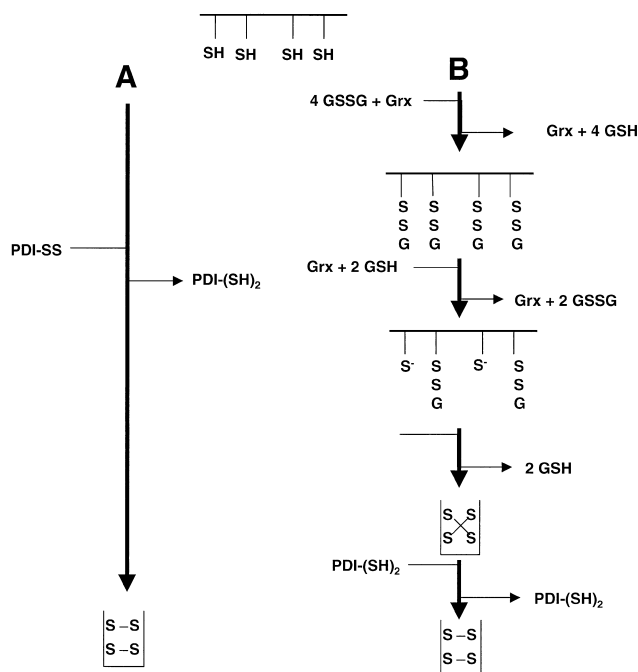 SH SH SH SH
A
PDI-SS
PDI-(SH)2
S–S
S–S
B
4 GSSG + Grx
Grx + 4 GSH
S S S S
S S S S
G G G G
Grx + 2 GSH
Grx + 2 GSSG
S- S S- S
S S
G G
2 GSH
S S
S S
PDI-(SH)2
PDI-(SH)2
S–S
S–S